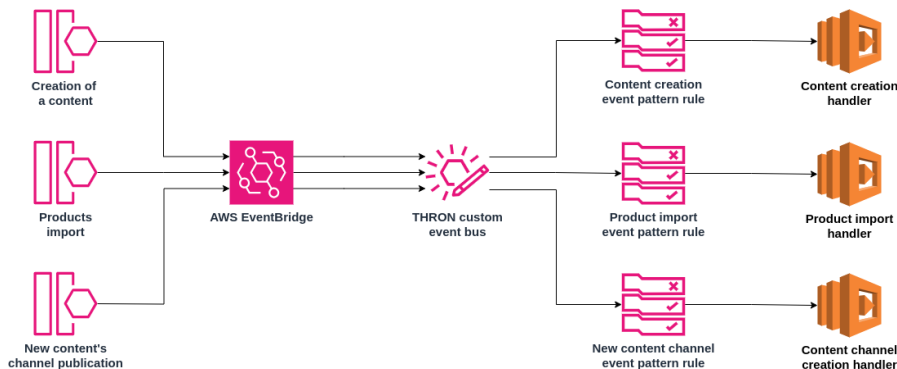 Creation of
a content
Products
import
New content's
channel publication
AWS EventBridge
THRON custom
event bus
Content creation
event pattern rule
Product import
event pattern rule
New content channel
event pattern rule
Content creation
handler
Product import
handler
Content channel
creation handler